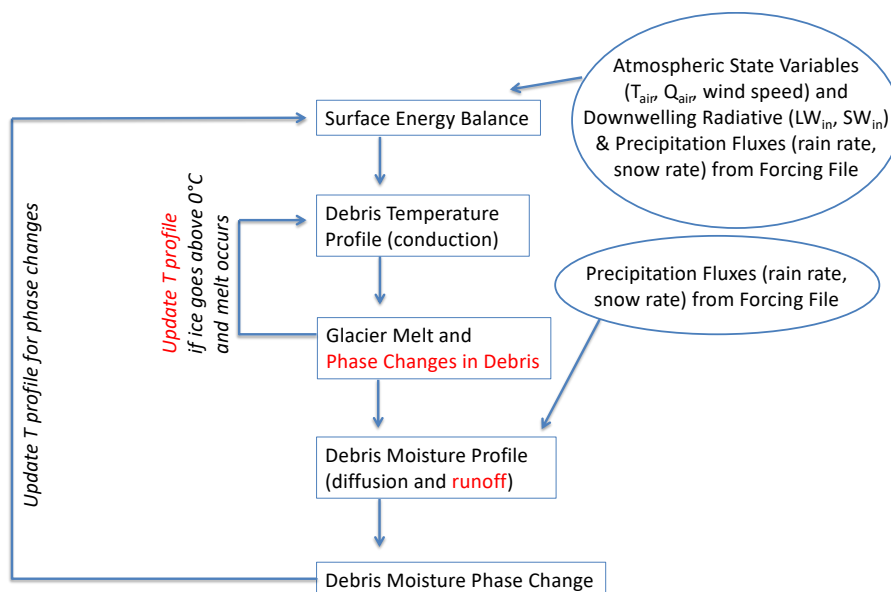 Atmospheric State Variables
(Tair, Qair, wind speed) and
Downwelling Radiative (LWin, SWin)
& Precipitation Fluxes (rain rate,
snow rate) from Forcing File
Surface Energy Balance
Debris Temperature
Profile (conduction)
Update T profile
if ice goes above 0°C
and melt occurs
Update T profile for phase changes
Precipitation Fluxes (rain rate,
snow rate) from Forcing File
Glacier Melt and
Phase Changes in Debris
Debris Moisture Profile
(diffusion and runoff)
Debris Moisture Phase Change